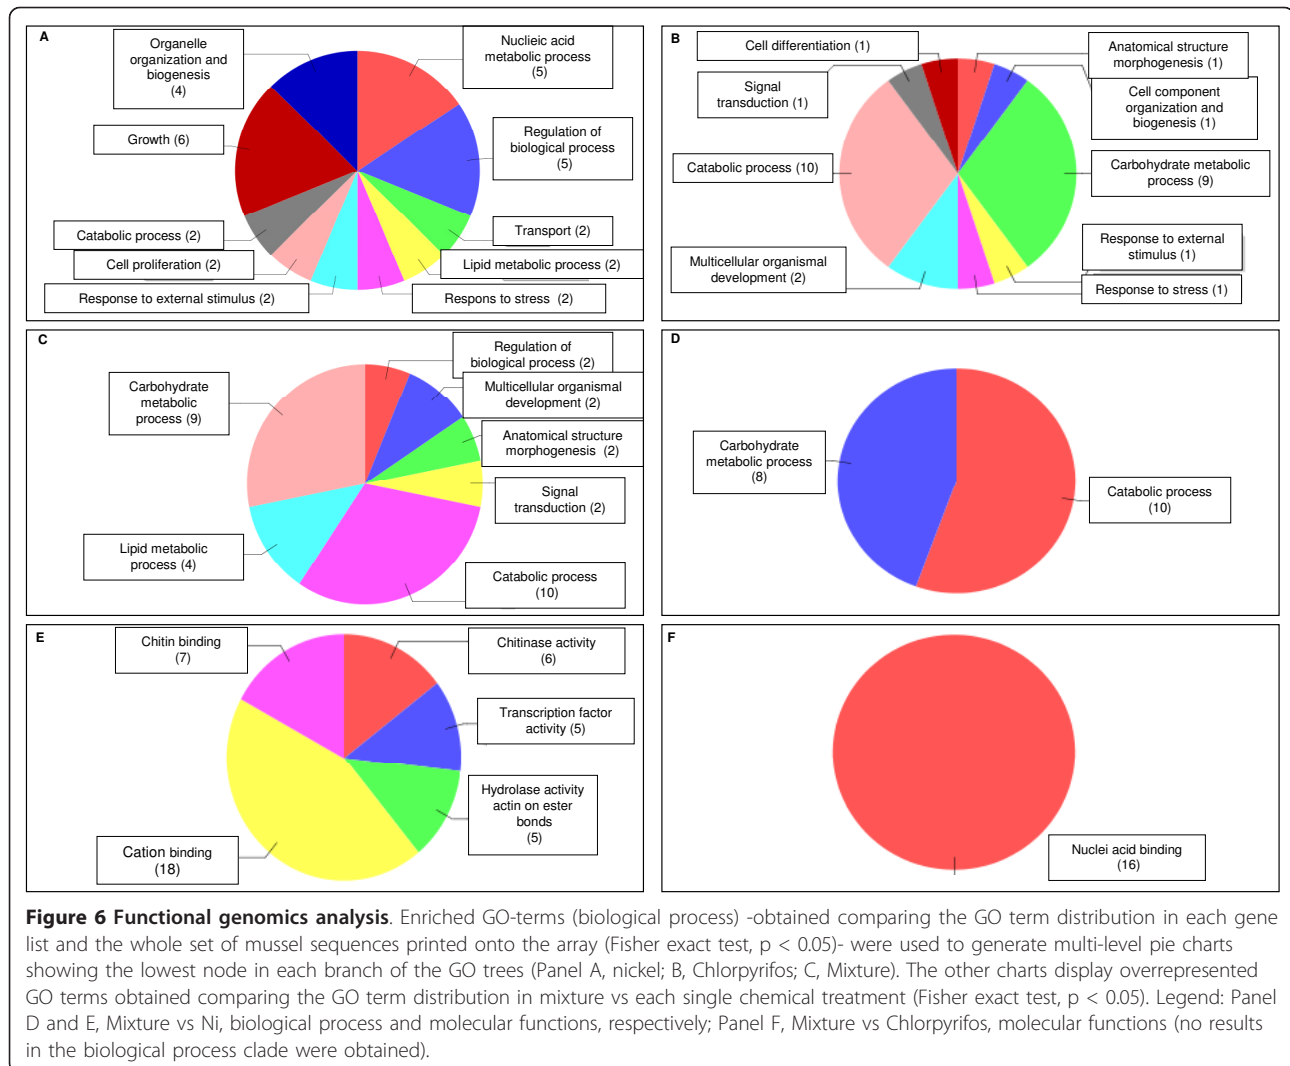 A
Organelle
organization and
biogenesis
(4)
Nuclieic acid
metabolic process
(5)
Growth (6)
Regulation of
biological process
(5)
Transport (2)
Catabolic process (2)
Cell proliferation (2)
Lipid metabolic process (2)
Response to external stimulus (2)
Respons to stress (2)
B
Cell differentiation (1)
Anatomical structure
morphogenesis (1)
Signal
transduction (1)
Cell component
organization and
biogenesis (1)
Catabolic process (10)
Carbohydrate metabolic
process (9)
Multicellular organismal
development (2)
Response to external
stimulus (1)
Response to stress (1)
C
Regulation of
biological process (2)
Carbohydrate
metabolic
process (9)
Multicellular organismal
development (2)
Anatomical structure
morphogenesis (2)
Signal
transduction (2)
Lipid metabolic
process (4)
Catabolic process
(10)
D
Carbohydrate
metabolic process
(8)
Catabolic process
(10)
E
Chitin binding
(7)
Chitinase activity
(6)
Transcription factor
activity (5)
Hydrolase activity
actin on ester
bonds
(5)
Cation binding
(18)
F
Nuclei acid binding
(16)
Figure 6 Functional genomics analysis. Enriched GO-terms (biological process) -obtained comparing the GO term distribution in each gene
list and the whole set of mussel sequences printed onto the array (Fisher exact test, p < 0.05)- were used to generate multi-level pie charts
showing the lowest node in each branch of the GO trees (Panel A, nickel; B, Chlorpyrifos; C, Mixture). The other charts display overrepresented
GO terms obtained comparing the GO term distribution in mixture vs each single chemical treatment (Fisher exact test, p < 0.05). Legend: Panel
D and E, Mixture vs Ni, biological process and molecular functions, respectively; Panel F, Mixture vs Chlorpyrifos, molecular functions (no results
in the biological process clade were obtained).